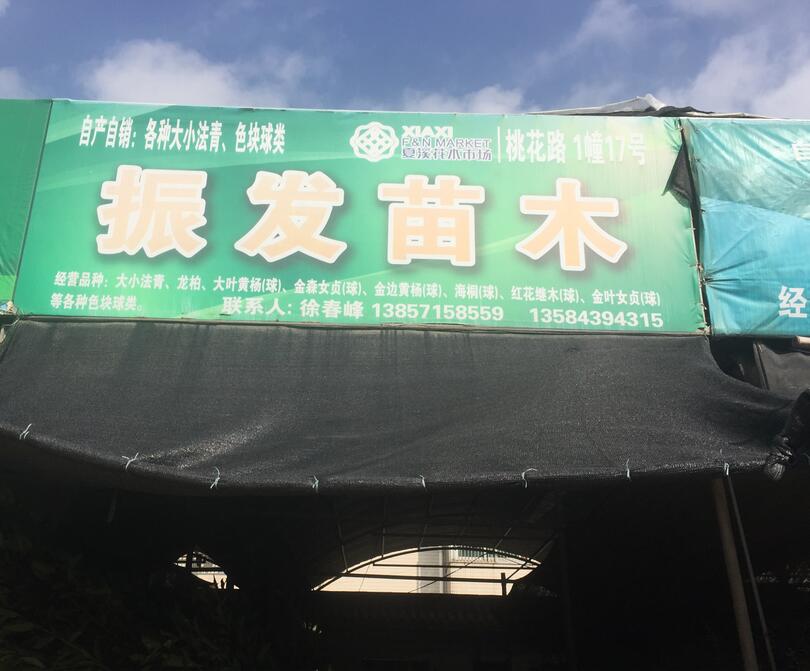 自产自销：各种大小法青、色块球类
XIAXI
F&N MARKET
夏溪花木市场
桃花路 1幢17号
振发苗木
经营品种：大小法青、龙柏、大叶黄杨(球)、金森女贞(球)、金边黄杨(球)、海桐(球)、红花继木(球)、金叶女贞(球)
等各种色块球类。
联系人: 徐春峰 13857158559 13584394315
经